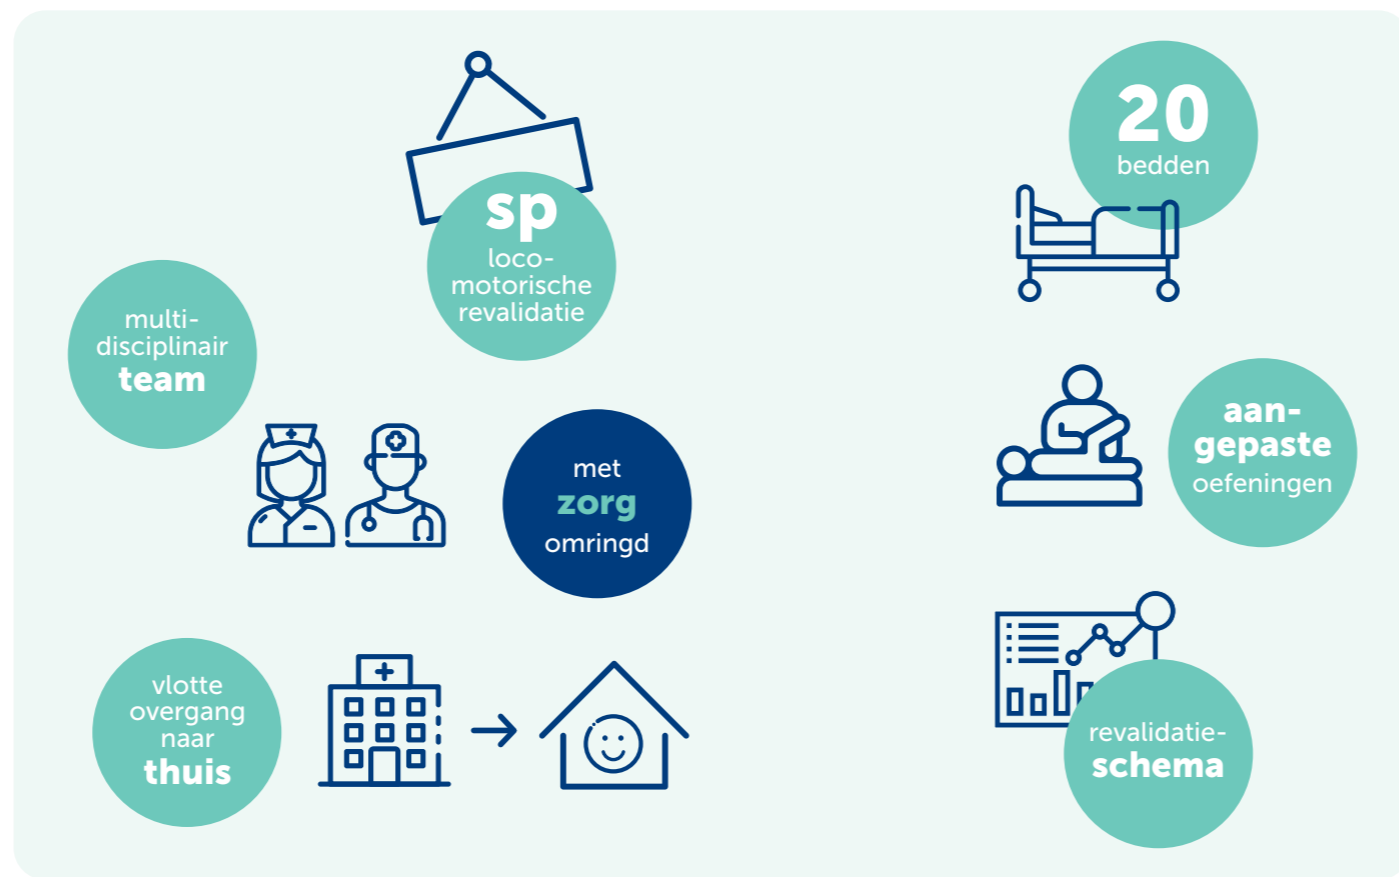 sp
loco-
motorische
revalidatie
20
bedden
multi-
disciplinair
team
met
zorg
omringd
aan-
gepaste
oefeningen
vlotte
overgang
naar
thuis
revalidatie-
schema